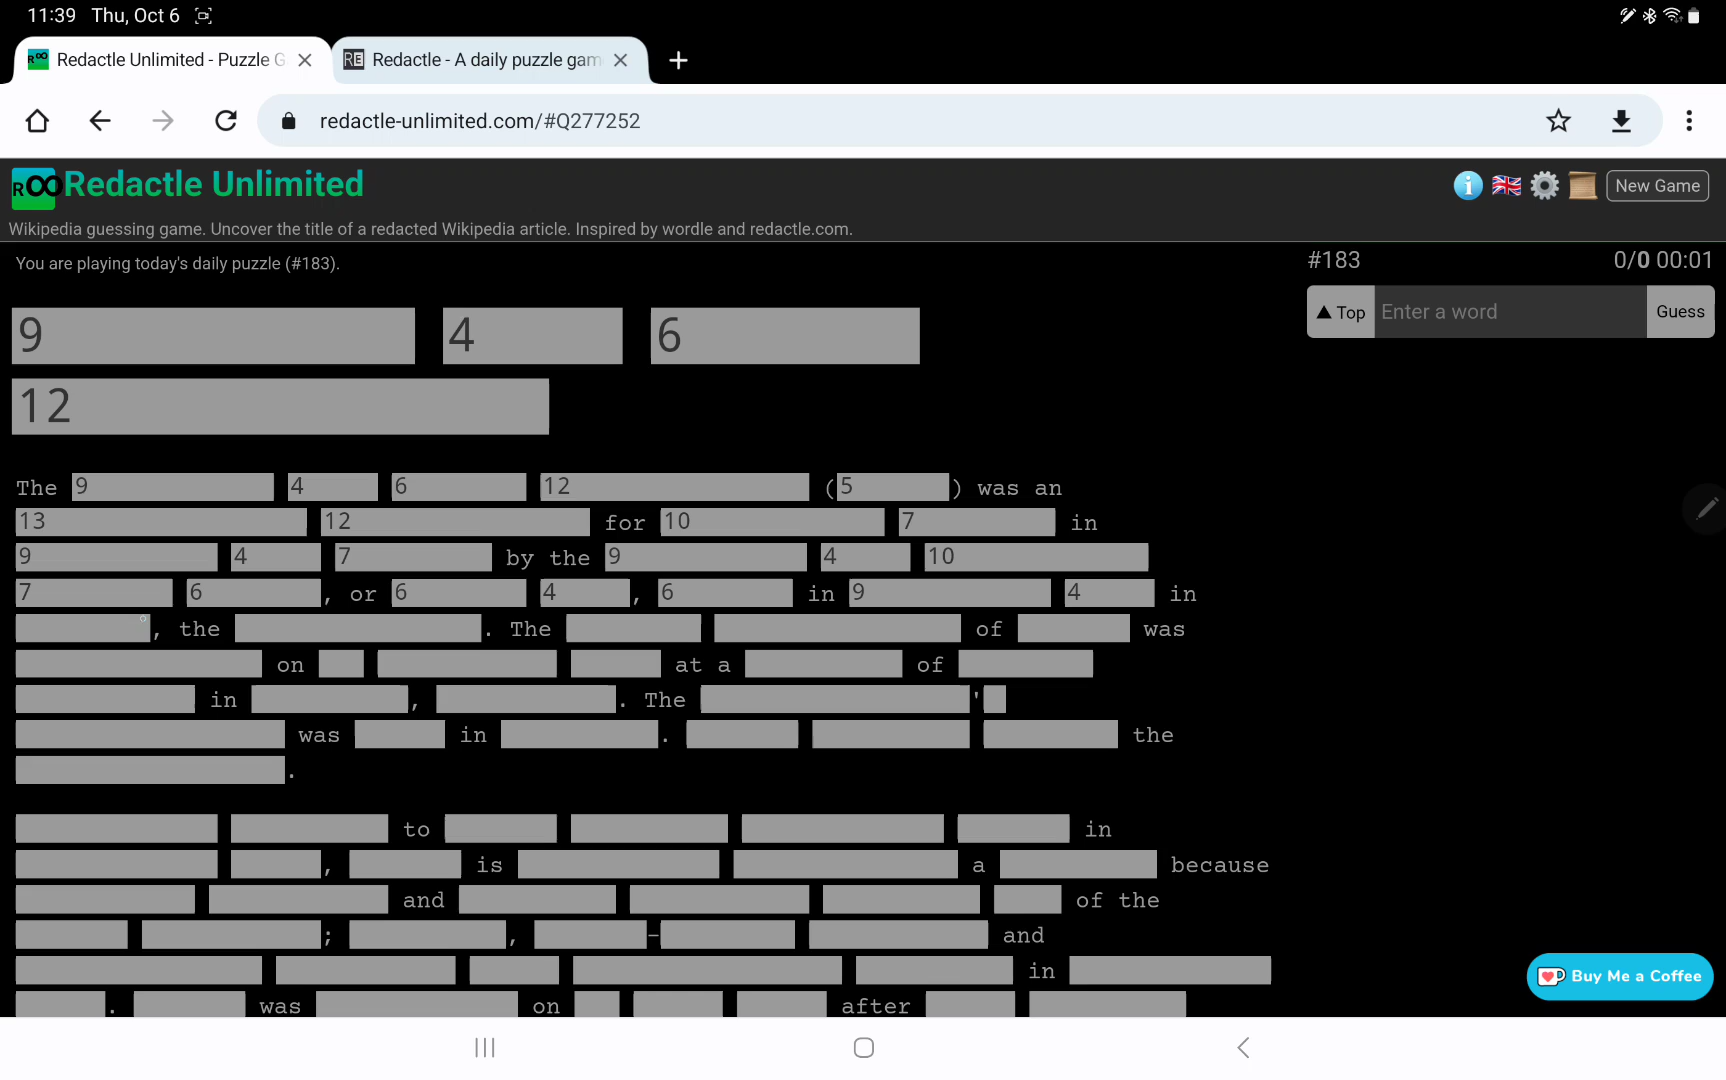 11:39 Thu, Oct 6
Redactle Unlimited - Puzzle G
Redactle - A daily puzzle gam
redactle-unlimited.com/#Q277252
R∞ Redactle Unlimited
New Game
Wikipedia guessing game. Uncover the title of a redacted Wikipedia article. Inspired by wordle and redactle.com.
You are playing today's daily puzzle (#183).
#183 0/0 00:01
▲ Top Enter a word Guess
9 4 6
12
The 9 4 6 12 (5) was an
13 12 for 10 7 in
9 4 7 by the 9 4 10
7 6, or 6 4, 6 in 9 4 in
, the . The of was
on at a of
in , . The '
was in . the
.
to in
, is a because
and of the
; , - and
in
. was on after
Buy Me a Coffee